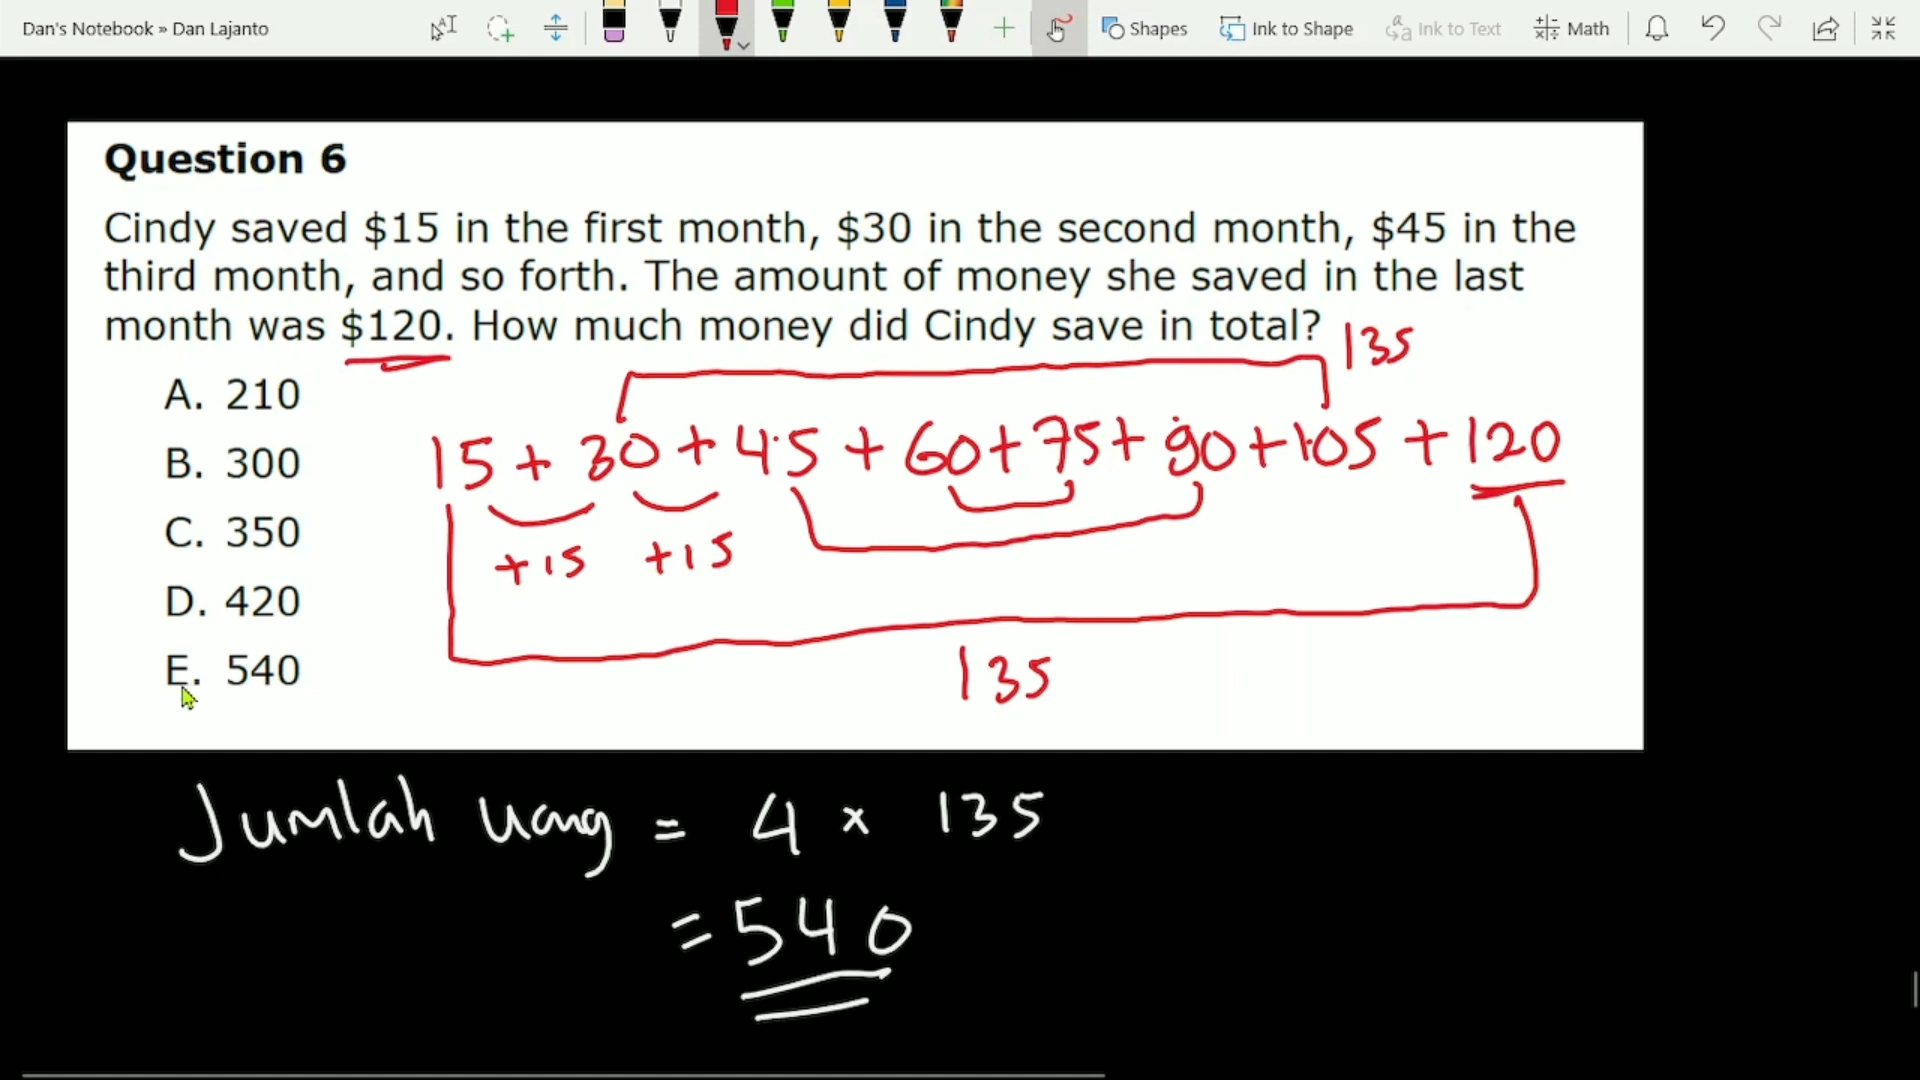 Dan's Notebook » Dan Lajanto
Shapes Ink to Shape Ink to Text Math
Question 6
Cindy saved $15 in the first month, $30 in the second month, $45 in the
third month, and so forth. The amount of money she saved in the last
month was $120. How much money did Cindy save in total?
135
A. 210
15 + 30 + 45 + 60 + 75 + 90 + 105 + 120
B. 300
C. 350
+15 +15
D. 420
E. 540
135
Jumlah uang = 4 x 135
= 540